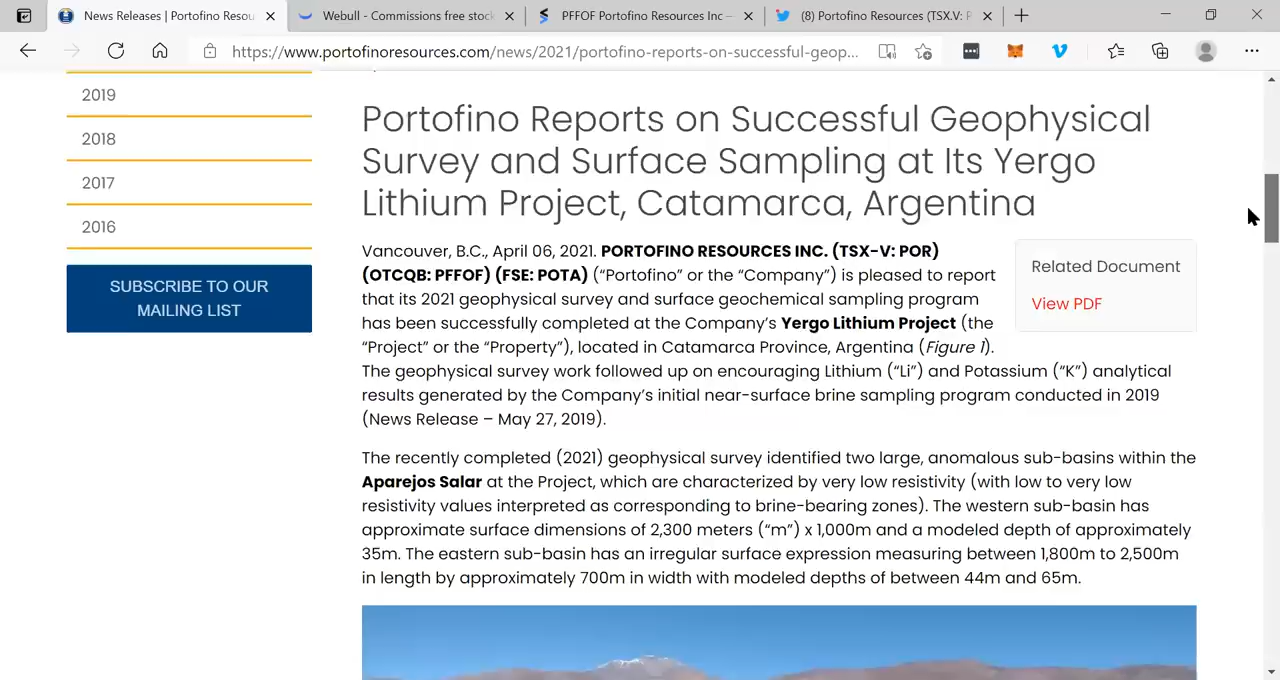 News Releases | Portofino Resou
Webull - Commissions free stock
PFFOF Portofino Resources Inc –
(8) Portofino Resources (TSX.V: P
https://www.portofinoresources.com/news/2021/portofino-reports-on-successful-geop...
2019
2018
2017
2016
SUBSCRIBE TO OUR
MAILING LIST
Portofino Reports on Successful Geophysical
Survey and Surface Sampling at Its Yergo
Lithium Project, Catamarca, Argentina
Vancouver, B.C., April 06, 2021. PORTOFINO RESOURCES INC. (TSX-V: POR)
(OTCQB: PFFOF) (FSE: POTA) (“Portofino” or the “Company”) is pleased to report
that its 2021 geophysical survey and surface geochemical sampling program
has been successfully completed at the Company’s Yergo Lithium Project (the
“Project” or the “Property”), located in Catamarca Province, Argentina (Figure 1).
The geophysical survey work followed up on encouraging Lithium (“Li”) and Potassium (“K”) analytical
results generated by the Company’s initial near-surface brine sampling program conducted in 2019
(News Release – May 27, 2019).
Related Document
View PDF
The recently completed (2021) geophysical survey identified two large, anomalous sub-basins within the
Aparejos Salar at the Project, which are characterized by very low resistivity (with low to very low
resistivity values interpreted as corresponding to brine-bearing zones). The western sub-basin has
approximate surface dimensions of 2,300 meters (“m”) x 1,000m and a modeled depth of approximately
35m. The eastern sub-basin has an irregular surface expression measuring between 1,800m to 2,500m
in length by approximately 700m in width with modeled depths of between 44m and 65m.